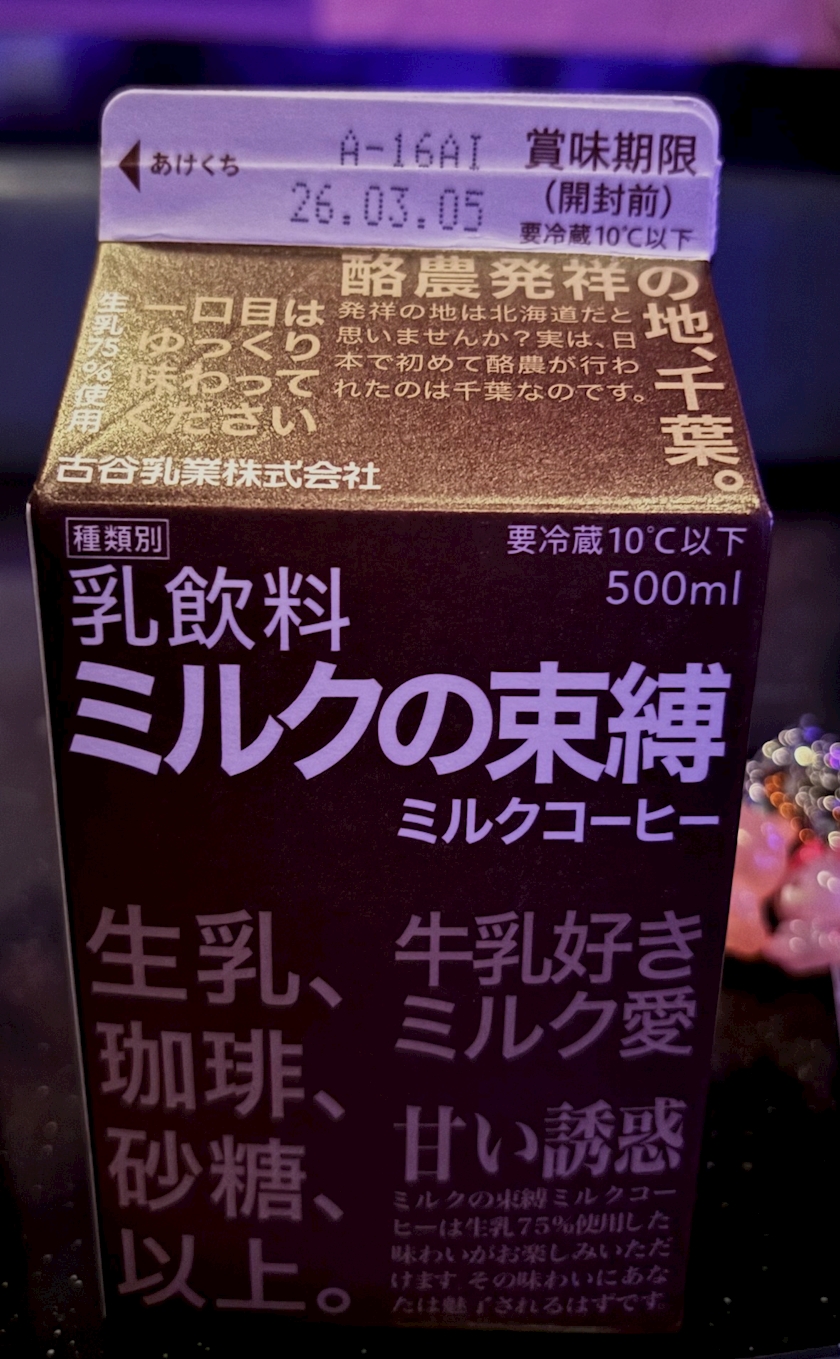 あけくち
A-16AI
26.03.05
賞味期限
(開封前)
要冷蔵10℃以下
酪農発祥の地、千葉。
発祥の地は北海道だと
思いませんか?実は、日
本で初めて酪農が行わ
れたのは千葉なのです。
一口目は
ゆっくり
味わって
ください
生乳75%使用
古谷乳業株式会社
種類別
乳飲料
要冷蔵10℃以下
500ml
ミルクの束縛
ミルクコーヒー
生乳、
珈琲、
砂糖、
以上。
牛乳好き
ミルク愛
甘い誘惑
ミルクの束縛ミルクコー
ヒーは生乳75%使用した
味わいがお楽しみいただ
けます。その味わいにあな
たは魅了されるはずです。